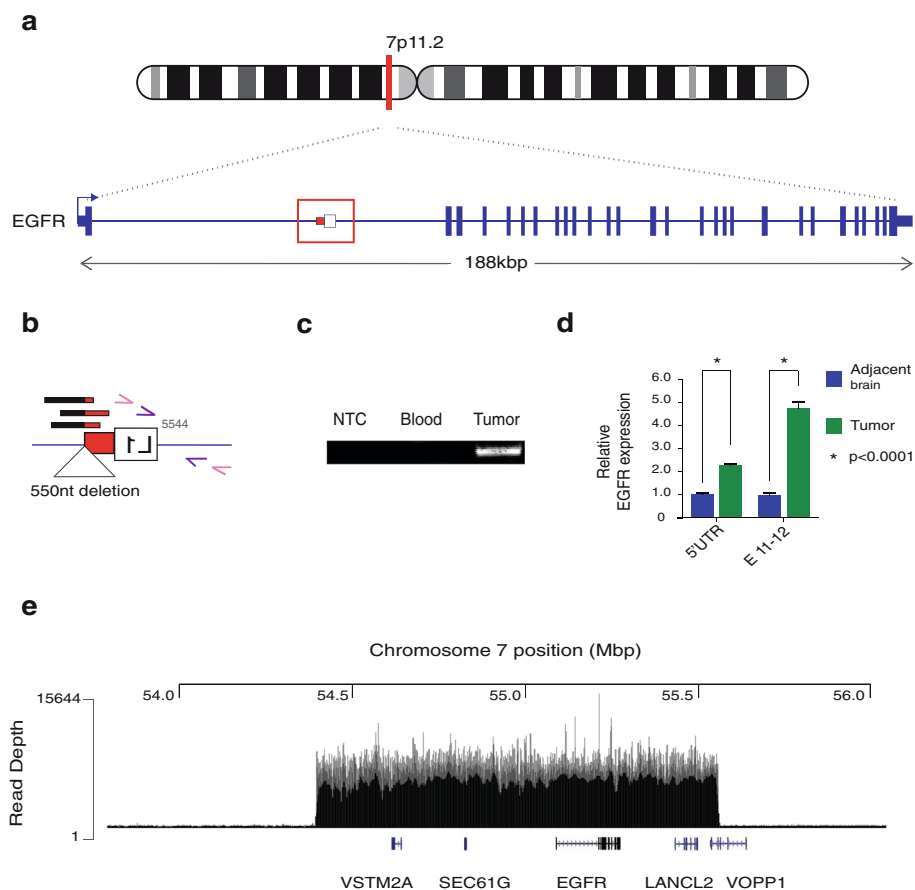 a
7p11.2
EGFR
188kbp
b
5544
L1
550nt deletion
c
NTC Blood Tumor
d
Relative
EGFR expression
6.0
5.0
4.0
2.0
1.0
0
*
*
5'UTR
E 11-12
Adjacent
brain
Tumor
* p<0.0001
e
Chromosome 7 position (Mbp)
54.0 54.5 55.0 55.5 56.0
Read Depth
15644
1
VSTM2A SEC61G EGFR LANCL2 VOPP1